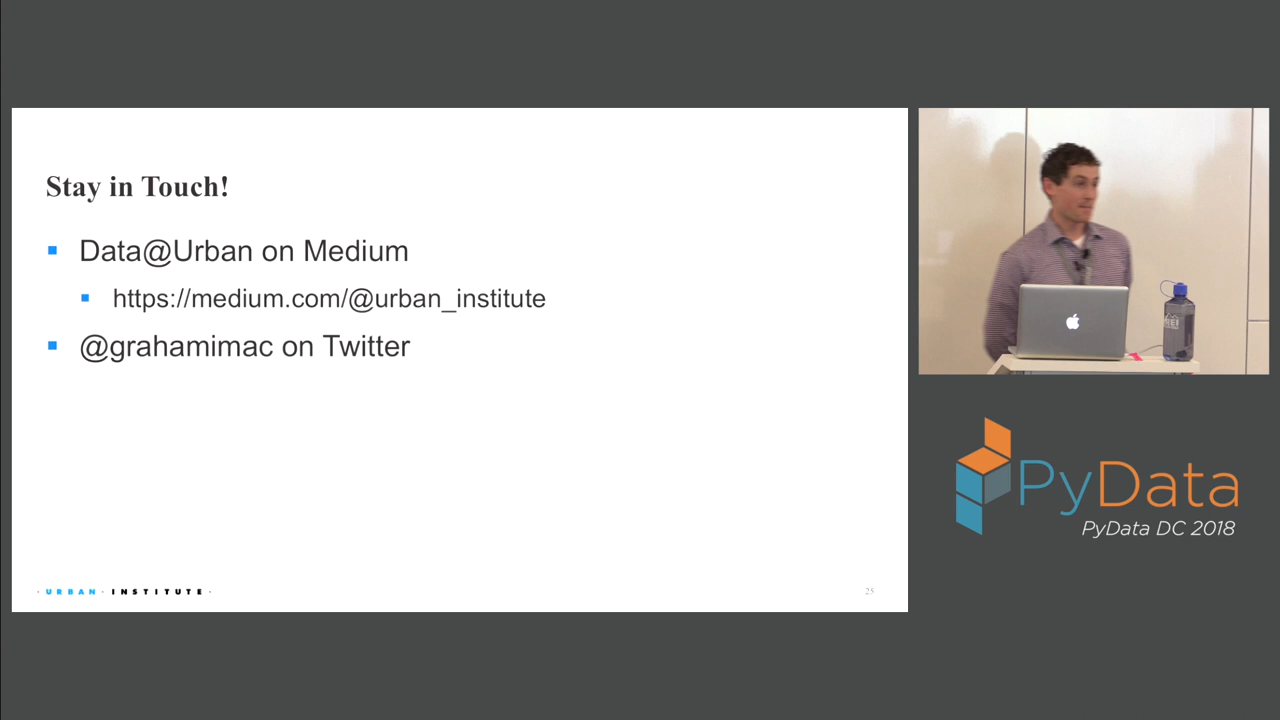 Stay in Touch!
Data@Urban on Medium
https://medium.com/@urban_institute
@grahamimac on Twitter
URBAN INSTITUTE
25
PyData
PyData DC 2018